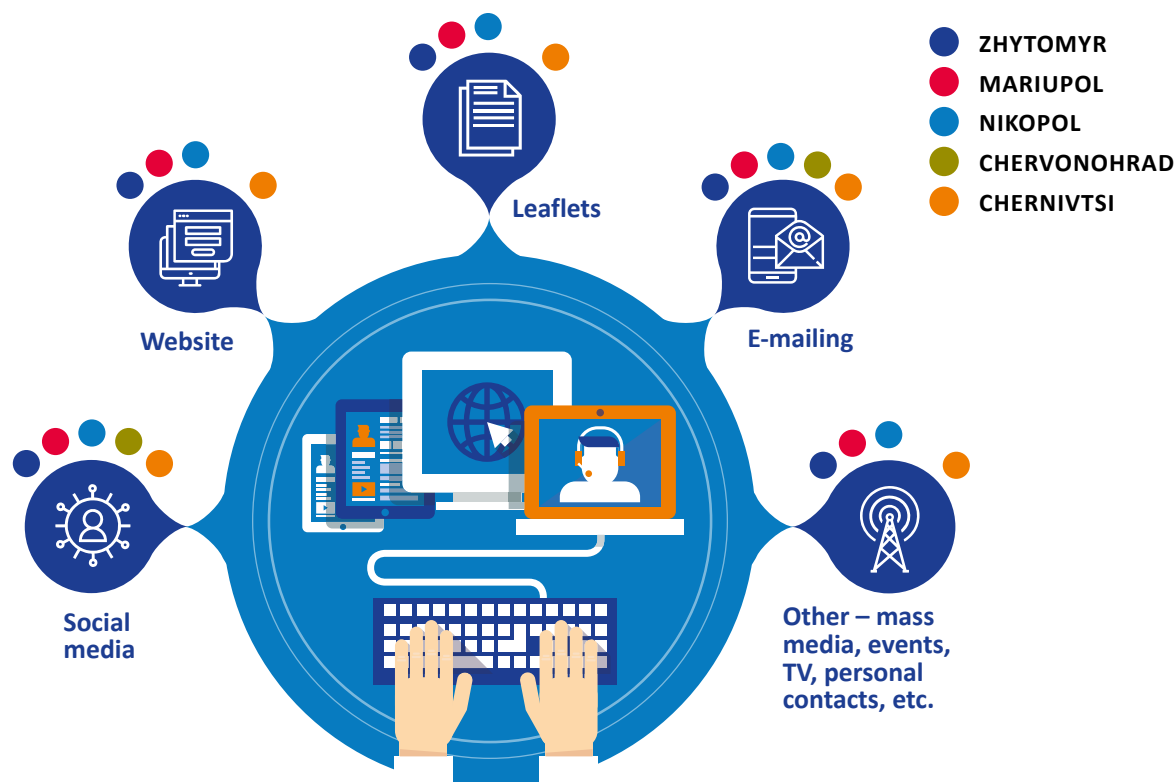 ZHYTOMYR
MARIUPOL
NIKOPOL
CHERVONOHRAD
CHERNIVTSI
Leaflets
Website
E-mailing
Social
media
Other – mass
media, events,
TV, personal
contacts, etc.
@